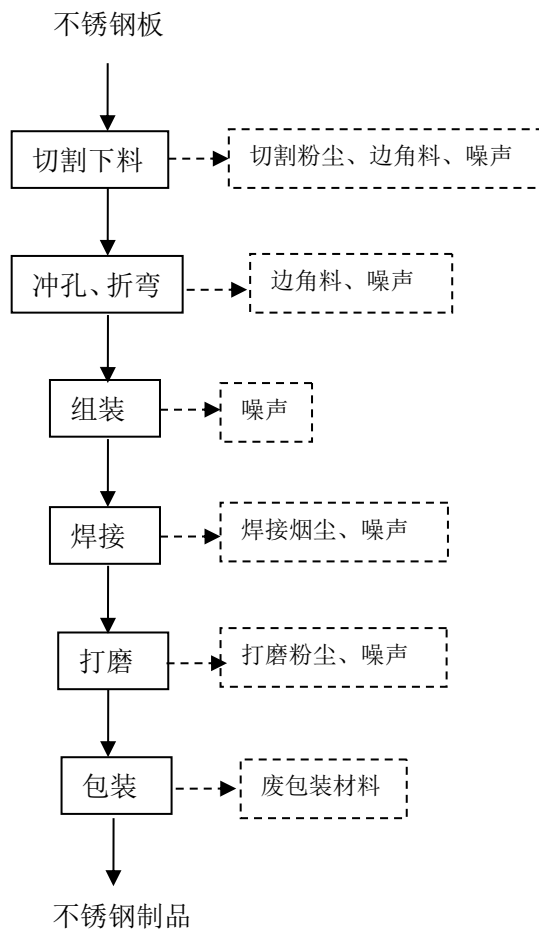 不锈钢板
切割下料
切割粉尘、边角料、噪声
冲孔、折弯
边角料、噪声
组装
噪声
焊接
焊接烟尘、噪声
打磨
打磨粉尘、噪声
包装
废包装材料
不锈钢制品